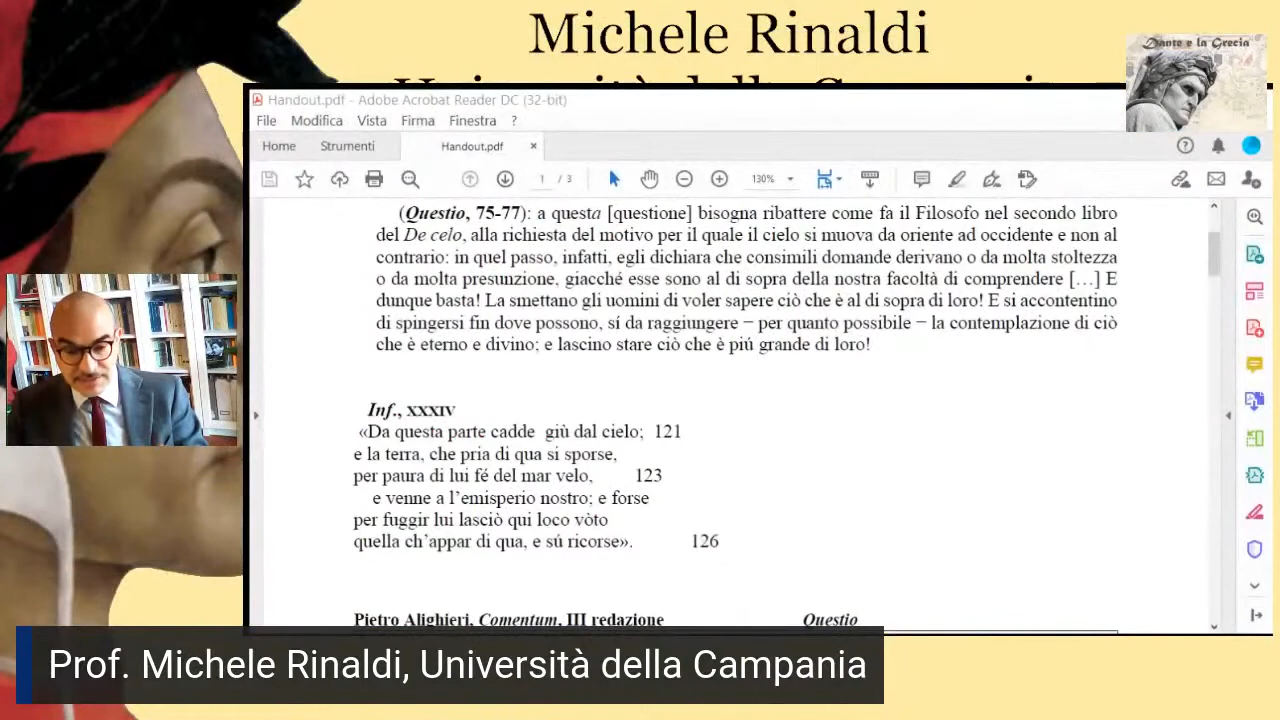 Michele Rinaldi
Dante e la Grecia
Handout.pdf - Adobe Acrobat Reader DC (32-bit)
File Modifica Vista Firma Finestra ?
Home Strumenti Handout.pdf ×
1 / 3 130%
(Questio, 75-77): a questa [questione] bisogna ribattere come fa il Filosofo nel secondo libro
del De celo, alla richiesta del motivo per il quale il cielo si muova da oriente ad occidente e non al
contrario: in quel passo, infatti, egli dichiara che consimili domande derivano o da molta stoltezza
o da molta presunzione, giacché esse sono al di sopra della nostra facoltà di comprendere […] E
dunque basta! La smettano gli uomini di voler sapere ciò che è al di sopra di loro! E si accontentino
di spingersi fin dove possono, sí da raggiungere − per quanto possibile − la contemplazione di ciò
che è eterno e divino; e lascino stare ciò che è piú grande di loro!
Inf., XXXIV
«Da questa parte cadde giù dal cielo; 121
e la terra, che pria di qua si sporse,
per paura di lui fé del mar velo, 123
e venne a l’emisperio nostro; e forse
per fuggir lui lasciò qui loco vòto
quella ch’appar di qua, e sú ricorse». 126
Pietro Alighieri, Comentum, III redazione Questio
Prof. Michele Rinaldi, Università della Campania